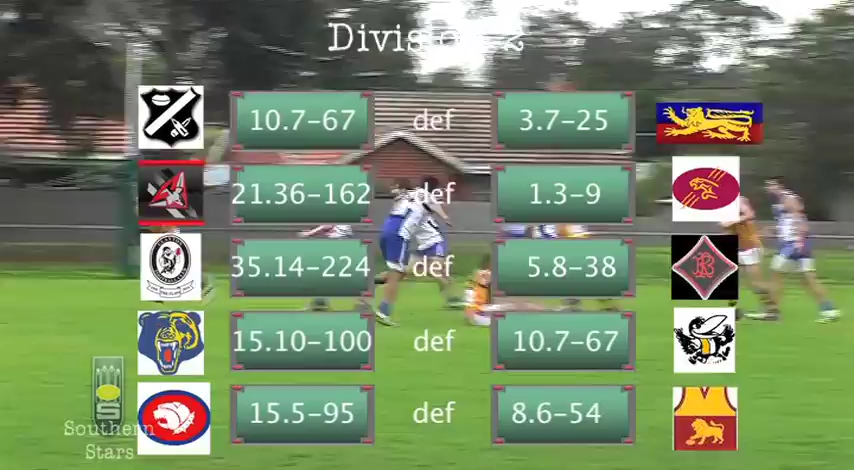 Division 2
10.7-67 def 3.7-25
21.36-162 def 1.3-9
35.14-224 def 5.8-38
15.10-100 def 10.7-67
15.5-95 def 8.6-54
Southern
Stars